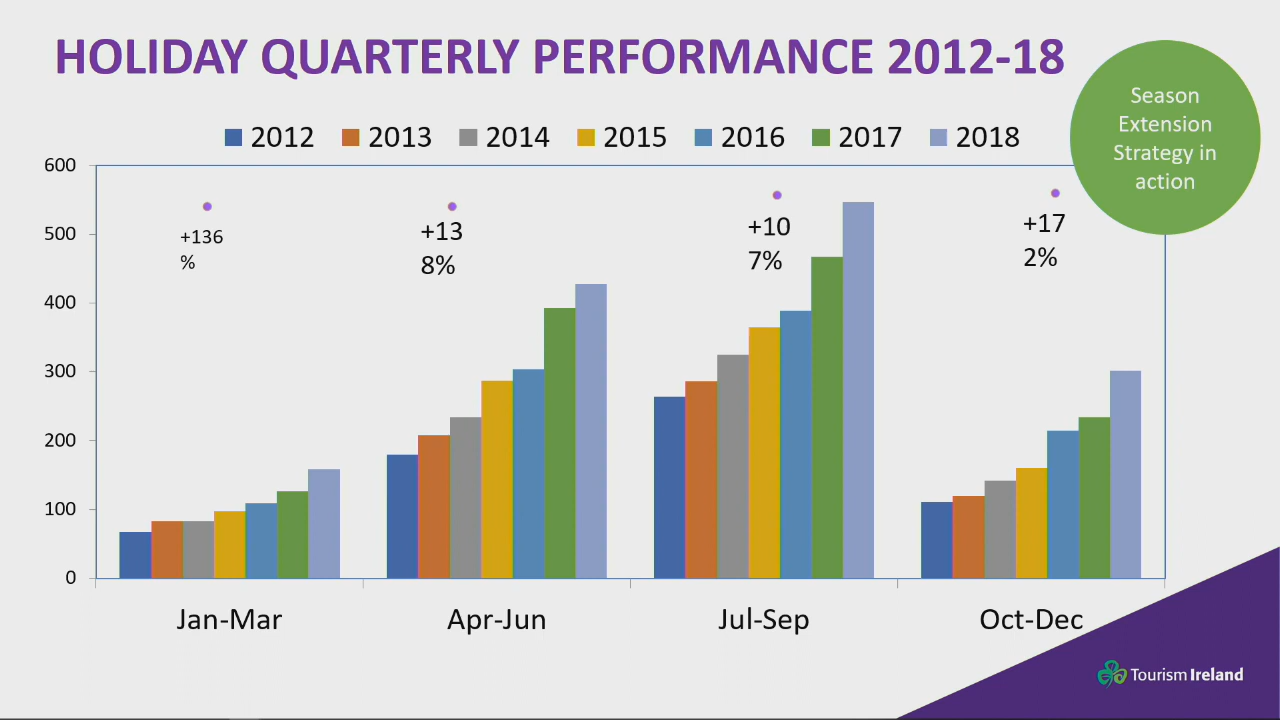 HOLIDAY QUARTERLY PERFORMANCE 2012-18
Season
Extension
Strategy in
action
2012 2013 2014 2015 2016 2017 2018
600
500
400
300
200
100
0
+136
%
+13
8%
+10
7%
+17
2%
Jan-Mar Apr-Jun Jul-Sep Oct-Dec
Tourism Ireland